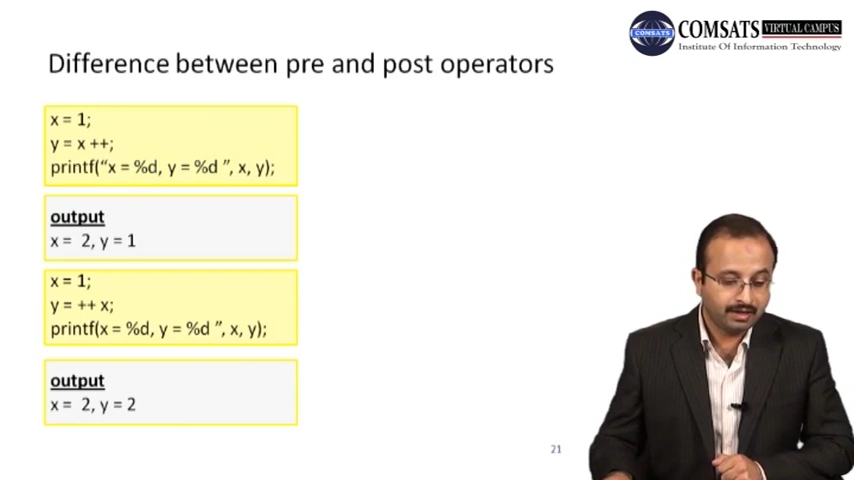 COMSATS
COMSATS VIRTUAL CAMPUS
Institute Of Information Technology
Difference between pre and post operators
x = 1;
y = x ++;
printf(“x = %d, y = %d ”, x, y);
output
x =  2, y = 1
x = 1;
y = ++ x;
printf(x = %d, y = %d ”, x, y);
output
x =  2, y = 2
21